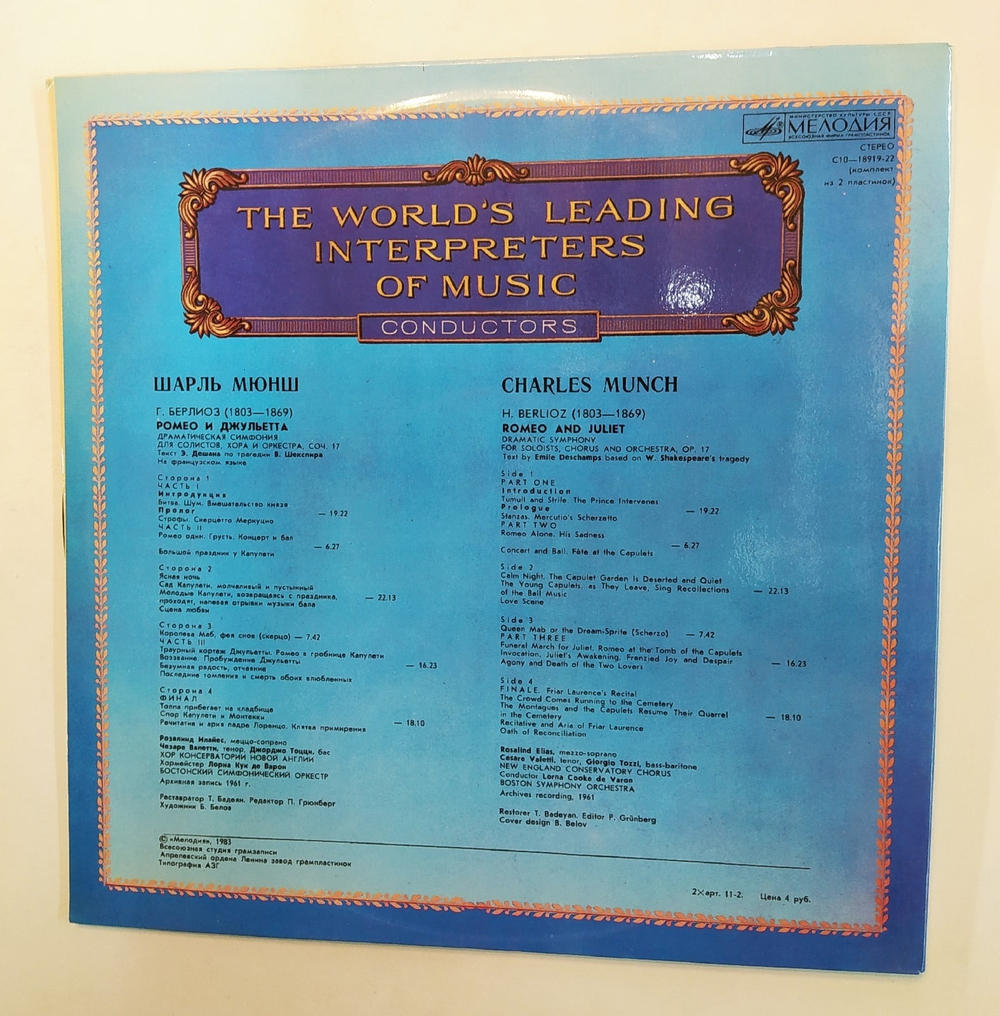 МИНИСТЕРСТВО КУЛЬТУРЫ СССР
МЕЛОДИЯ
ВСЕСОЮЗНАЯ ФИРМА ГРАМПЛАСТИНОК
СТЕРЕО
С10—18919-22
(комплект
из 2 пластинок)
THE WORLD'S LEADING
INTERPRETERS
OF MUSIC
CONDUCTORS
ШАРЛЬ МЮНШ
Г. БЕРЛИОЗ (1803—1869)
РОМЕО И ДЖУЛЬЕТТА
ДРАМАТИЧЕСКАЯ СИМФОНИЯ
ДЛЯ СОЛИСТОВ, ХОРА И ОРКЕСТРА, СОЧ. 17
Текст Э. Дешана по трагедии В. Шекспира
На французском языке
Сторона 1
ЧАСТЬ I
Интродукция
Битва. Шум. Вмешательство князя
Пролог — 19.22
Строфы. Скерцетто Меркуцио
ЧАСТЬ II
Ромео один. Грусть. Концерт и бал
— 6.27
Большой праздник у Капулети
Сторона 2
Ясная ночь
Сад Капулети, молчаливый и пустынный
Молодые Капулети, возвращаясь с праздника, — 22.13
проходят, напевая отрывки музыки бала
Сцена любви
Сторона 3
Королева Маб, фея снов (скерцо) — 7.42
ЧАСТЬ III
Траурный кортеж Джульетты. Ромео в гробнице Капулети
Воззвание. Пробуждение Джульетты — 16.23
Безумная радость, отчаяние
Последние томления и смерть обоих влюбленных
Сторона 4
ФИНАЛ
Толпа прибегает на кладбище
Спор Капулети и Монтекки — 18.10
Речитатив и ария падре Лоренцо. Клятва примирения
Розалинд Илайес, меццо-сопрано
Чезаре Валетти, тенор, Джорджо Тоцци, бас
ХОР КОНСЕРВАТОРИИ НОВОЙ АНГЛИИ
Хормейстер Лорна Кук де Варон
БОСТОНСКИЙ СИМФОНИЧЕСКИЙ ОРКЕСТР
Архивная запись 1961 г.
Реставратор Т. Бадеян. Редактор П. Грюнберг
Художник Б. Белов
CHARLES MUNCH
H. BERLIOZ (1803—1869)
ROMEO AND JULIET
DRAMATIC SYMPHONY
FOR SOLOISTS, CHORUS AND ORCHESTRA, OP. 17
Text by Emile Deschamps based on W. Shakespeare's tragedy
Side 1
PART ONE
Introduction
Tumult and Strife. The Prince Intervenes
Prologue — 19.22
Stanzas. Mercutio's Scherzetto
PART TWO
Romeo Alone. His Sadness
— 6.27
Concert and Ball. Fête at the Capulets
Side 2
Calm Night. The Capulet Garden Is Deserted and Quiet
The Young Capulets, as They Leave, Sing Recollections — 22.13
of the Ball Music
Love Scene
Side 3
Queen Mab or the Dream-Sprite (Scherzo) — 7.42
PART THREE
Funeral March for Juliet. Romeo at the Tomb of the Capulets
Invocation. Juliet's Awakening. Frenzied Joy and Despair — 16.23
Agony and Death of the Two Lovers
Side 4
FINALE. Friar Laurence's Recital
The Crowd Comes Running to the Cemetery
The Montagues and the Capulets Resume Their Quarrel — 18.10
in the Cemetery
Recitative and Aria of Friar Laurence
Oath of Reconciliation
Rosalind Elias, mezzo-soprano
Cesare Valetti, tenor, Giorgio Tozzi, bass-baritone
NEW ENGLAND CONSERVATORY CHORUS
Conductor Lorna Cooke de Varon
BOSTON SYMPHONY ORCHESTRA
Archives recording, 1961
Restorer T. Badeyan. Editor P. Grünberg
Cover design B. Belov
© «Мелодия», 1983
Всесоюзная студия грамзаписи
Апрелевский ордена Ленина завод грампластинок
Типография АЗГ
2×арт. 11-2. Цена 4 руб.